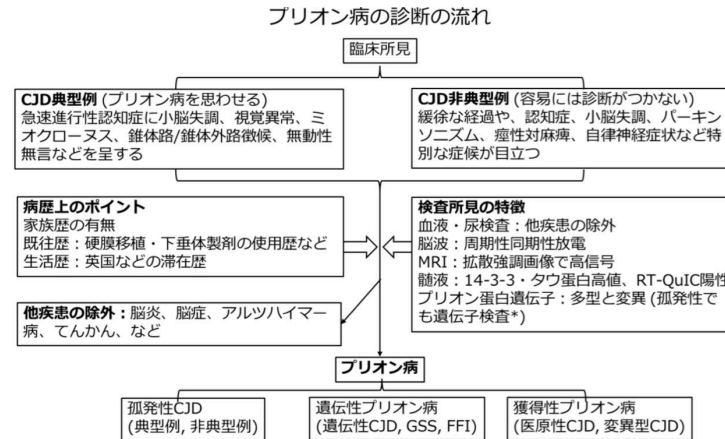 プリオン病の診断の流れ
臨床所見
CJD典型例 (プリオン病を思わせる)
急速進行性認知症に小脳失調、視覚異常、ミ
オクローヌス、錐体路/錐体外路徴候、無動性
無言などを呈する
CJD非典型例 (容易には診断がつかない)
緩徐な経過や、認知症、小脳失調、パーキン
ソニズム、痙性対麻痺、自律神経症状など特
別な症候が目立つ
病歴上のポイント
家族歴の有無
既往歴：硬膜移植・下垂体製剤の使用歴など
生活歴：英国などの滞在歴
検査所見の特徴
血液・尿検査：他疾患の除外
脳波：周期性同期性放電
MRI：拡散強調画像で高信号
髄液：14-3-3・タウ蛋白高値、RT-QuIC陽性
プリオン蛋白遺伝子：多型と変異 (孤発性で
も遺伝子検査*)
他疾患の除外：脳炎、脳症、アルツハイマー
病、てんかん、など
プリオン病
孤発性CJD
(典型例, 非典型例)
遺伝性プリオン病
(遺伝性CJD, GSS, FFI)
獲得性プリオン病
(医原性CJD, 変異型CJD)